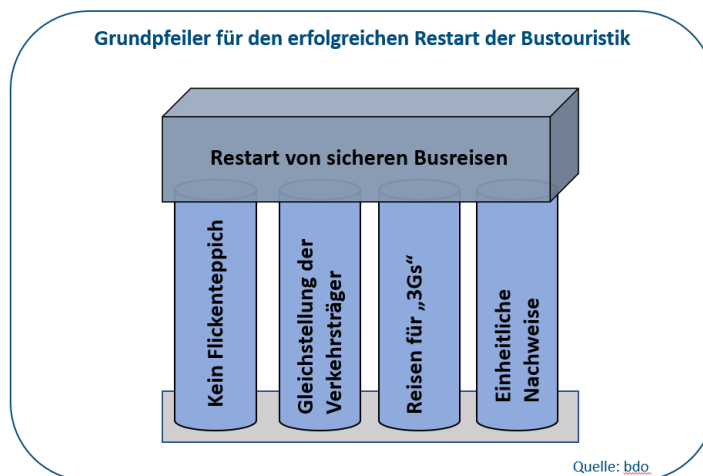 Grundpfeiler für den erfolgreichen Restart der Bustouristik
Restart von sicheren Busreisen
Kein Flickenteppich
Gleichstellung der
Verkehrsträger
Reisen für „3Gs“
Einheitliche
Nachweise
Quelle: bdo